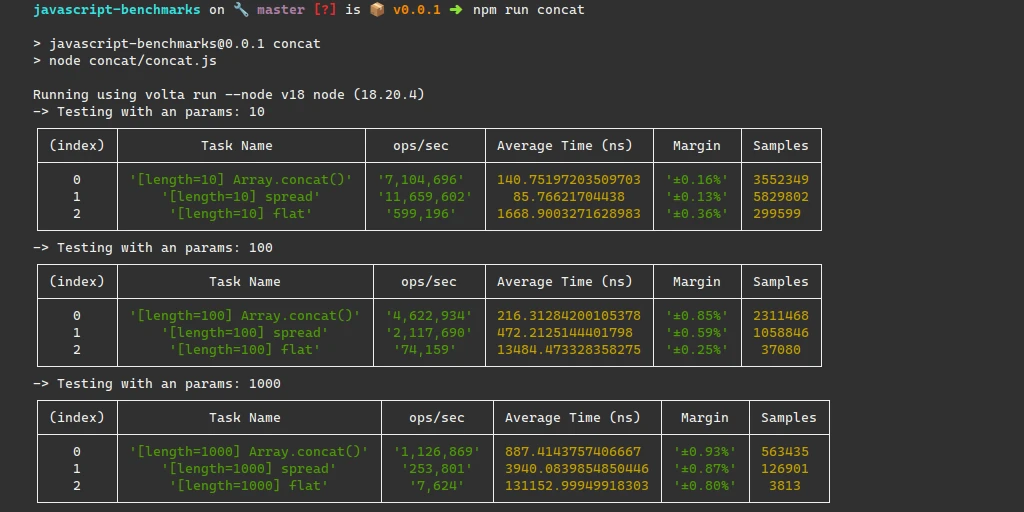 javascript-benchmarks on 🔧 master [?] is 📦 v0.0.1 ➜ npm run concat
> javascript-benchmarks@0.0.1 concat
> node concat/concat.js
Running using volta run --node v18 node (18.20.4)
-> Testing with an params: 10
(index) Task Name ops/sec Average Time (ns) Margin Samples
0 '[length=10] Array.concat()' '7,104,696' 140.75197203509703 '±0.16%' 3552349
1 '[length=10] spread' '11,659,602' 85.76621704438 '±0.13%' 5829802
2 '[length=10] flat' '599,196' 1668.9003271628983 '±0.36%' 299599
-> Testing with an params: 100
(index) Task Name ops/sec Average Time (ns) Margin Samples
0 '[length=100] Array.concat()' '4,622,934' 216.31284200105378 '±0.85%' 2311468
1 '[length=100] spread' '2,117,690' 472.2125144401798 '±0.59%' 1058846
2 '[length=100] flat' '74,159' 13484.473328358275 '±0.25%' 37080
-> Testing with an params: 1000
(index) Task Name ops/sec Average Time (ns) Margin Samples
0 '[length=1000] Array.concat()' '1,126,869' 887.4143757406667 '±0.93%' 563435
1 '[length=1000] spread' '253,801' 3940.0839854850446 '±0.87%' 126901
2 '[length=1000] flat' '7,624' 131152.99949918303 '±0.80%' 3813